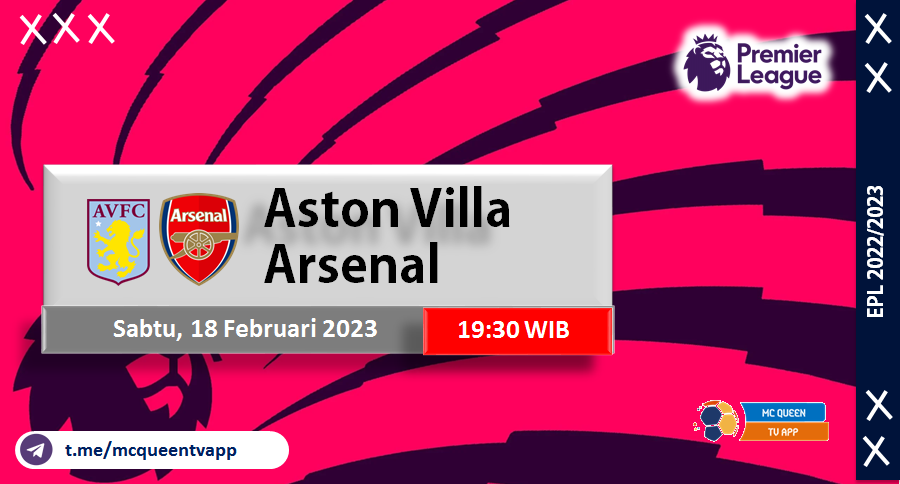 Premier
League
AVFC
Arsenal
Aston Villa
Arsenal
Sabtu, 18 Februari 2023
19:30 WIB
EPL 2022/2023
MC QUEEN
TV APP
t.me/mcqueentvapp